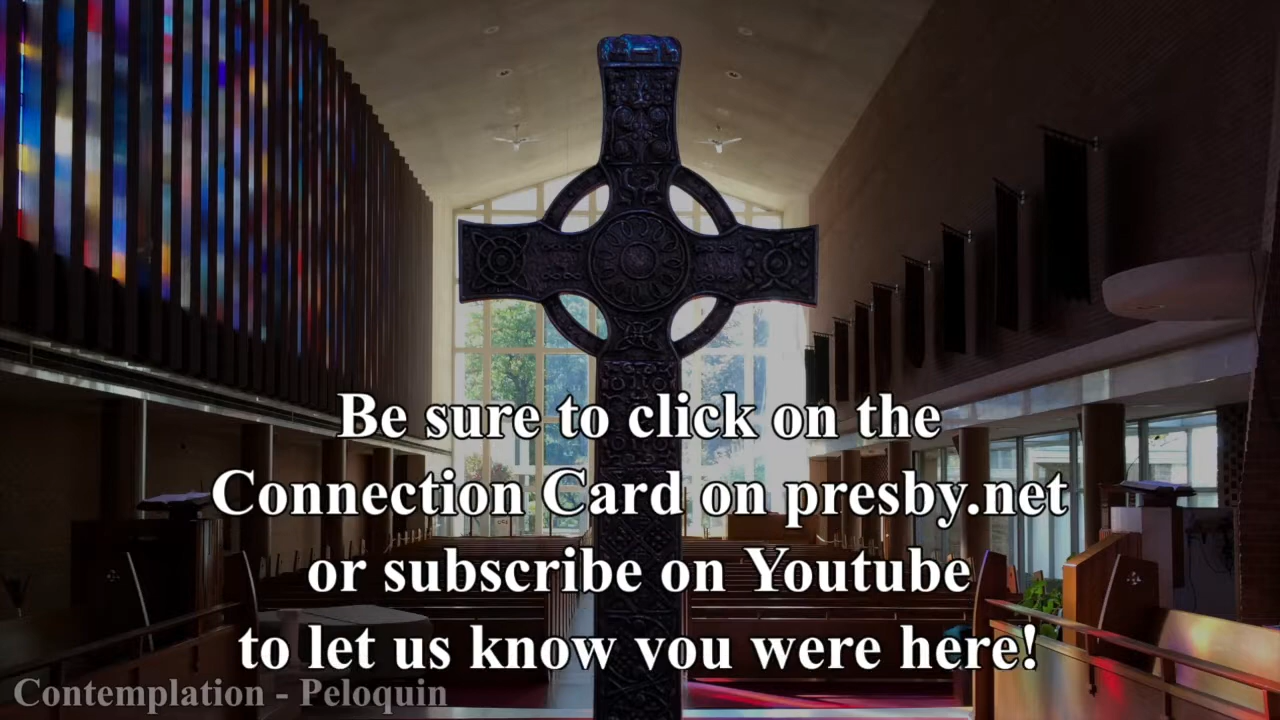 Be sure to click on the
Connection Card on presby.net
or subscribe on Youtube
to let us know you were here!
Contemplation - Peloquin